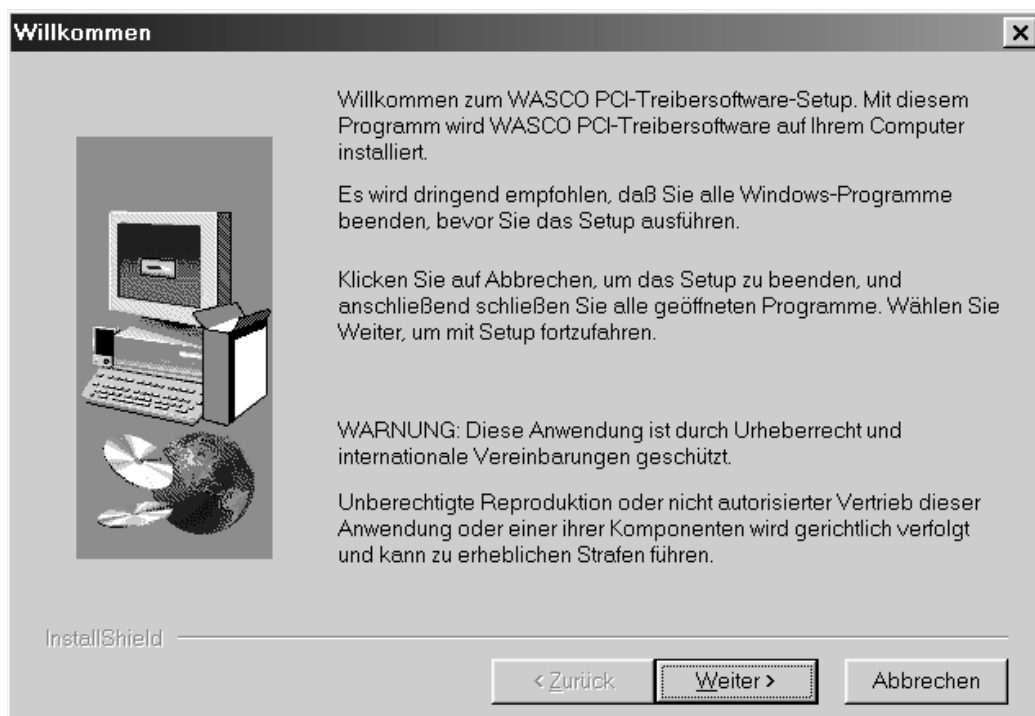 Willkommen
Willkommen zum WASCO PCI-Treibersoftware-Setup. Mit diesem
Programm wird WASCO PCI-Treibersoftware auf Ihrem Computer
installiert.
Es wird dringend empfohlen, daß Sie alle Windows-Programme
beenden, bevor Sie das Setup ausführen.
Klicken Sie auf Abbrechen, um das Setup zu beenden, und
anschließend schließen Sie alle geöffneten Programme. Wählen Sie
Weiter, um mit Setup fortzufahren.
WARNUNG: Diese Anwendung ist durch Urheberrecht und
internationale Vereinbarungen geschützt.
Unberechtigte Reproduktion oder nicht autorisierter Vertrieb dieser
Anwendung oder einer ihrer Komponenten wird gerichtlich verfolgt
und kann zu erheblichen Strafen führen.
InstallShield
< Zurück Weiter > Abbrechen